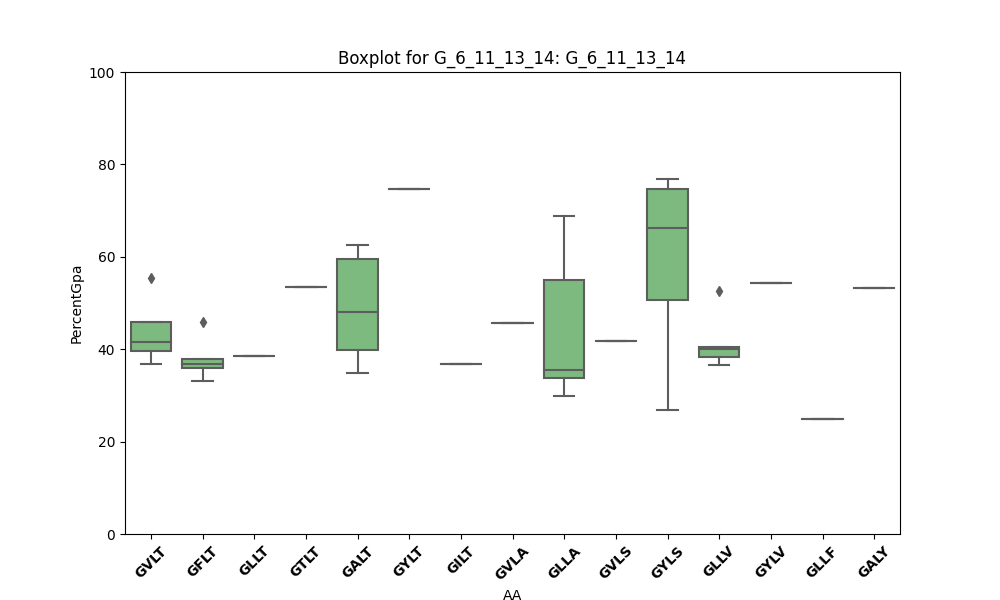 Boxplot for G_6_11_13_14: G_6_11_13_14
100
80
60
40
20
0
PercentGpa
GVLT GFLT GLLT GTLT GALT GYLT GILT GVLA GLLA GVLS GYLS GLLV GYLV GLLF GALY
AA